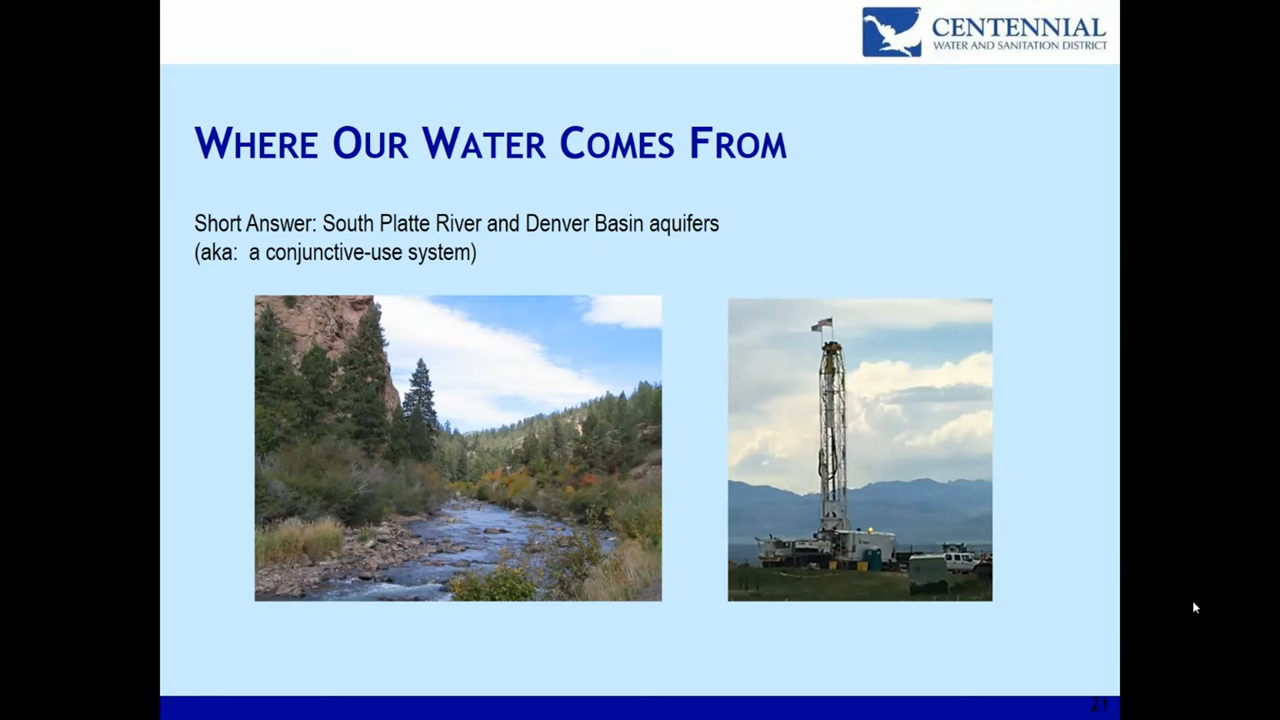 CENTENNIAL
WATER AND SANITATION DISTRICT
WHERE OUR WATER COMES FROM
Short Answer: South Platte River and Denver Basin aquifers
(aka: a conjunctive-use system)
21